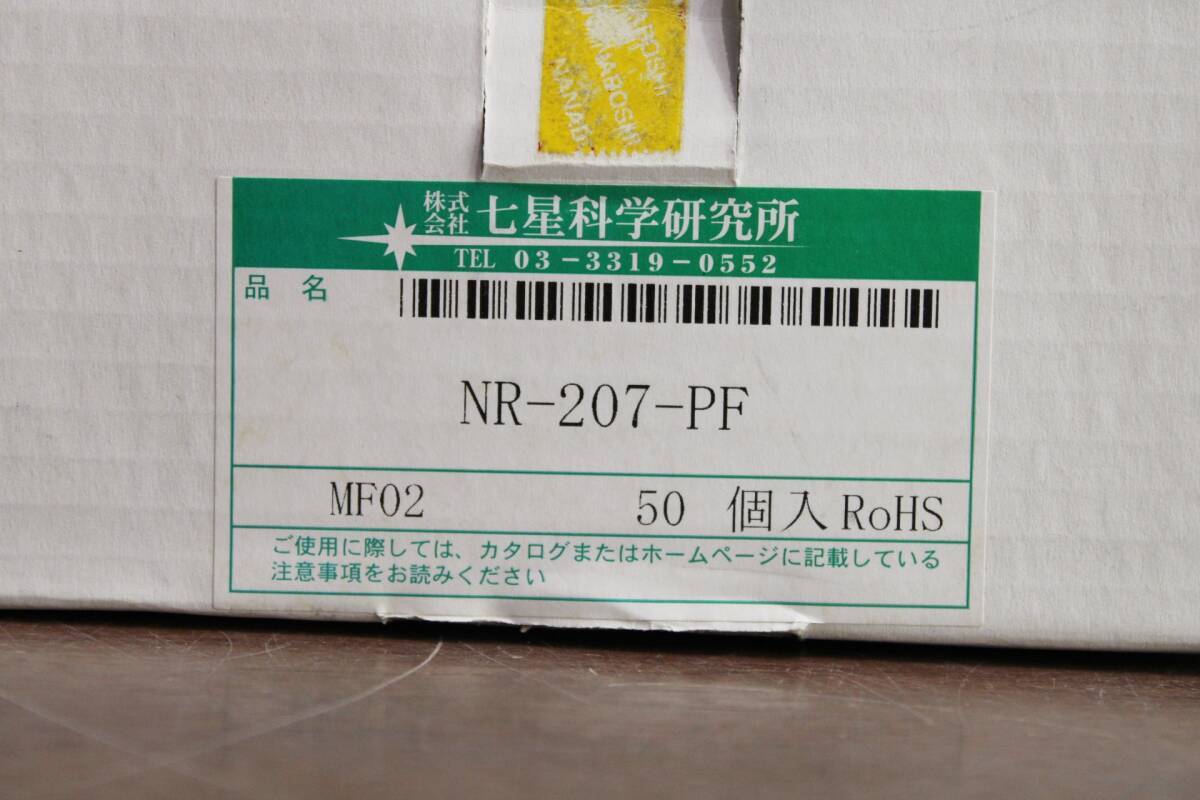 NANABOSHI
株式
会社
七星科学研究所
TEL 03-3319-0552
品名
NR-207-PF
MF02
50 個入 RoHS
ご使用に際しては、カタログまたはホームページに記載している
注意事項をお読みください